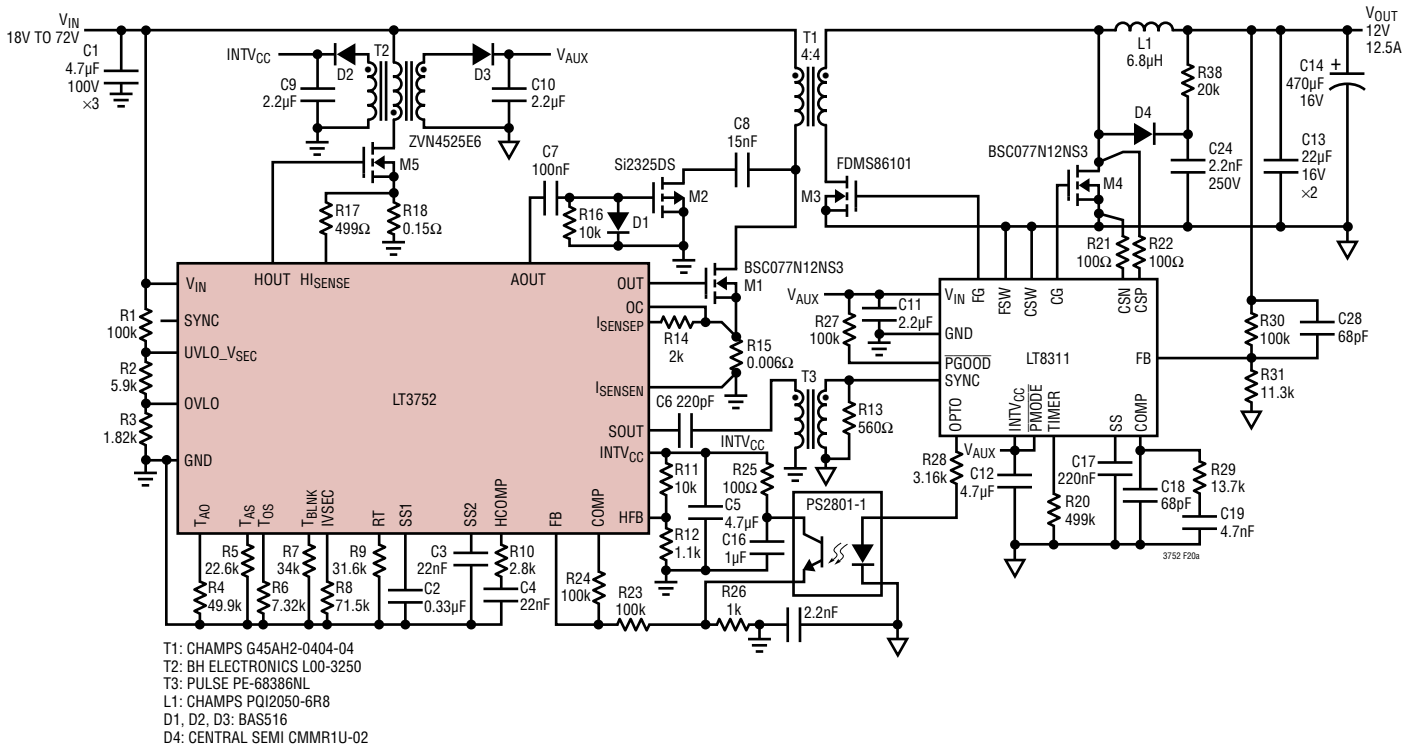 VIN
18V TO 72V
C1
4.7µF
100V
×3
INTVCC
D2
T2
D3
VAUX
C9
2.2µF
C10
2.2µF
ZVN4525E6
M5
R17
499Ω
R18
0.15Ω
C7
100nF
R16
10k
D1
Si2325DS
M2
C8
15nF
T1
4:4
FDMS86101
M3
BSC077N12NS3
M1
L1
6.8µH
R38
20k
D4
BSC077N12NS3
M4
C24
2.2nF
250V
C13
22µF
16V
×2
C14
470µF
16V
+
VOUT
12V
12.5A
R21
100Ω
R22
100Ω
R1
100k
R2
5.9k
R3
1.82k
VIN
SYNC
UVLO_VSEC
OVLO
GND
HOUT
HISENSE
AOUT
OUT
OC
ISENSEP
ISENSEN
SOUT
INTVCC
HFB
LT3752
TAO
TAS
TOS
TBLNK
IVSEC
RT
SS1
SS2
HCOMP
FB
COMP
R14
2k
R15
0.006Ω
C6 220pF
T3
R13
560Ω
INTVCC
R11
10k
R12
1.1k
R25
100Ω
C5
4.7µF
C16
1µF
PS2801-1
R4
49.9k
R5
22.6k
R6
7.32k
R7
34k
R8
71.5k
R9
31.6k
C2
0.33µF
C3
22nF
R10
2.8k
C4
22nF
R24
100k
R23
100k
R26
1k
2.2nF
VAUX
R27
100k
C11
2.2µF
VIN
GND
PGOOD
SYNC
FG
FSW
CSW
CG
CSN
CSP
FB
LT8311
OPTO
INTVCC
PMODE
TIMER
SS
COMP
R30
100k
C28
68pF
R31
11.3k
R28
3.16k
VAUX
C12
4.7µF
R20
499k
C17
220nF
C18
68pF
R29
13.7k
C19
4.7nF
3752 F20a
T1: CHAMPS G45AH2-0404-04
T2: BH ELECTRONICS L00-3250
T3: PULSE PE-68386NL
L1: CHAMPS PQI2050-6R8
D1, D2, D3: BAS516
D4: CENTRAL SEMI CMMR1U-02